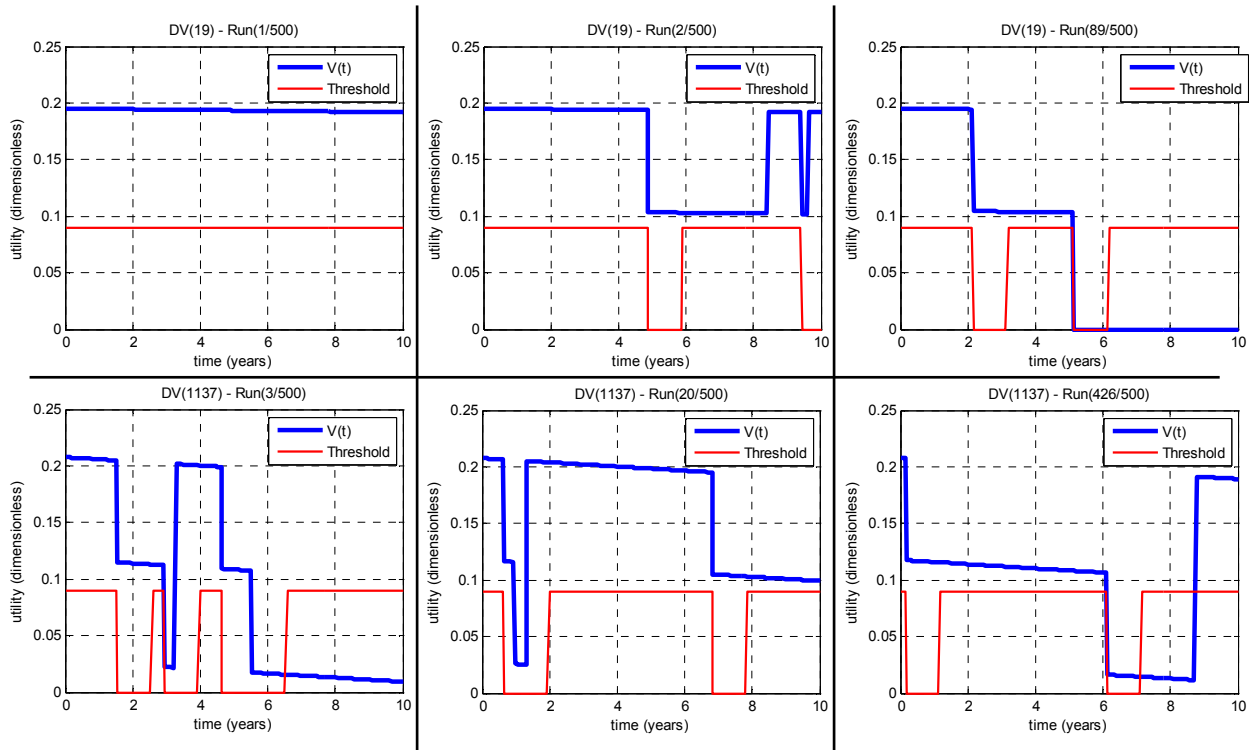 DV(19) - Run(1/500)
0.25
0.2
0.15
0.1
0.05
0
utility (dimensionless)
V(t)
Threshold
0 2 4 6 8 10
time (years)
DV(19) - Run(2/500)
0.25
0.2
0.15
0.1
0.05
0
utility (dimensionless)
V(t)
Threshold
0 2 4 6 8 10
time (years)
DV(19) - Run(89/500)
0.25
0.2
0.15
0.1
0.05
0
utility (dimensionless)
V(t)
Threshold
0 2 4 6 8 10
time (years)
DV(1137) - Run(3/500)
0.25
0.2
0.15
0.1
0.05
0
utility (dimensionless)
V(t)
Threshold
0 2 4 6 8 10
time (years)
DV(1137) - Run(20/500)
0.25
0.2
0.15
0.1
0.05
0
utility (dimensionless)
V(t)
Threshold
0 2 4 6 8 10
time (years)
DV(1137) - Run(426/500)
0.25
0.2
0.15
0.1
0.05
0
utility (dimensionless)
V(t)
Threshold
0 2 4 6 8 10
time (years)